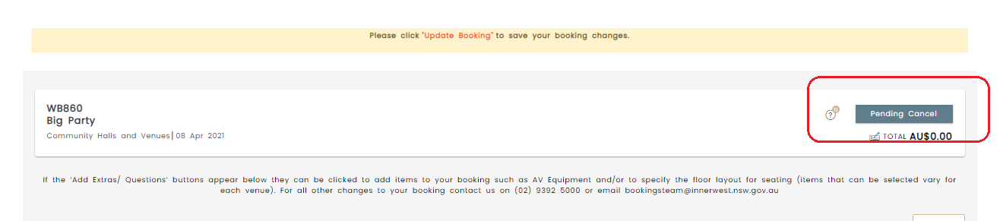 Please click "Update Booking" to save your booking changes.
WB860
Big Party
Community Halls and Venues| 08 Apr 2021
?
Pending Cancel
TOTAL AU$0.00
If the 'Add Extras/ Questions' buttons appear below they can be clicked to add items to your booking such as AV Equipment and/or to specify the floor layout for seating (items that can be selected vary for
each venue). For all other changes to your booking contact us on (02) 9392 5000 or email bookingsteam@innerwest.nsw.gov.au